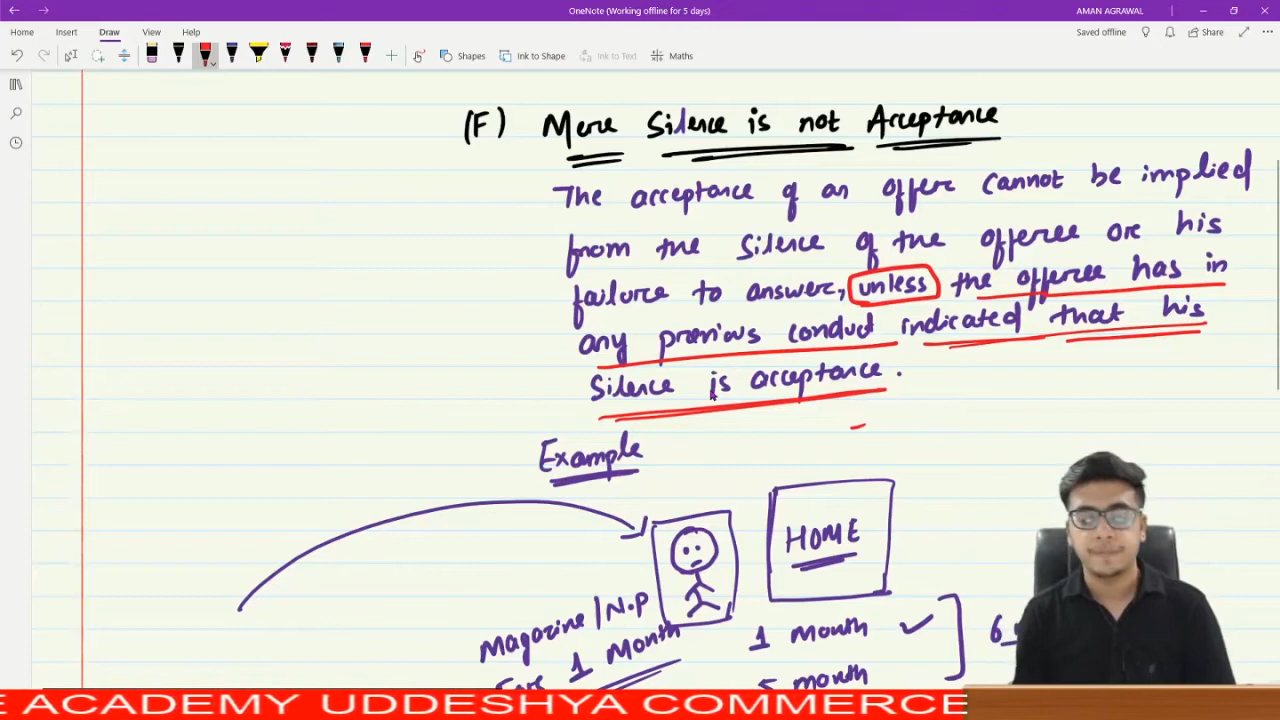 OneNote (Working offline for 5 days)
AMAN AGRAWAL
Home Insert Draw View Help
Saved offline Share
Shapes Ink to Shape Ink to Text Maths
(F) Mere Silence is not Acceptance
The acceptance of an offer cannot be implied
from the silence of the offeree or his
failure to answer, unless the offeree has in
any previous conduct indicated that his
Silence is acceptance.
Example
HOME
Magazine/N.P
1 Month
1 month
6
5 month
E ACADEMY UDDESHYA COMMERCE